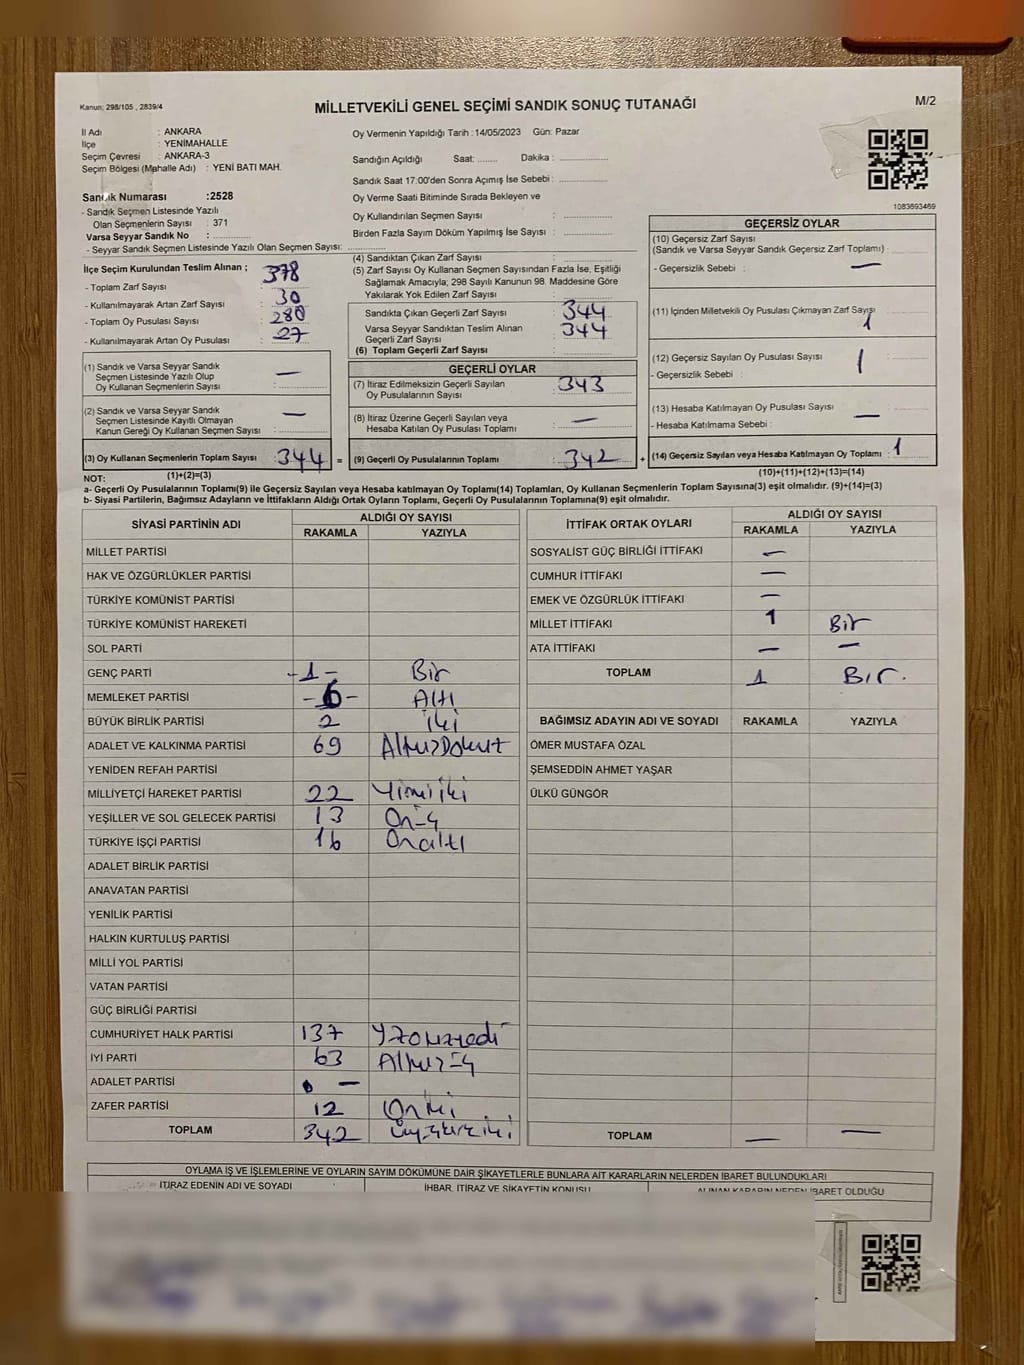 Kanun: 298/105 , 2839/4
MİLLETVEKİLİ GENEL SEÇİMİ SANDIK SONUÇ TUTANAĞI
M/2
İl Adı : ANKARA
İlçe : YENİMAHALLE
Seçim Çevresi : ANKARA-3
Seçim Bölgesi (Mahalle Adı) : YENİ BATI MAH.
Sandık Numarası :2528
- Sandık Seçmen Listesinde Yazılı
Olan Seçmenlerin Sayısı : 371
Varsa Seyyar Sandık No :
- Seyyar Sandık Seçmen Listesinde Yazılı Olan Seçmen Sayısı:
Oy Vermenin Yapıldığı Tarih : 14/05/2023 Gün: Pazar
Sandığın Açıldığı Saat: Dakika :
Sandık Saat 17:00'den Sonra Açımış İse Sebebi :
Oy Verme Saati Bitiminde Sırada Bekleyen ve
Oy Kullandırılan Seçmen Sayısı :
Birden Fazla Sayım Döküm Yapılmış İse Sayısı :
1083893469
İlçe Seçim Kurulundan Teslim Alınan ;
- Toplam Zarf Sayısı : 378
- Kullanılmayarak Artan Zarf Sayısı : 30
- Toplam Oy Pusulası Sayısı : 280
- Kullanılmayarak Artan Oy Pusulası : 27
(4) Sandıktan Çıkan Zarf Sayısı :
(5) Zarf Sayısı Oy Kullanan Seçmen Sayısından Fazla İse, Eşitliği
Sağlamak Amacıyla; 298 Sayılı Kanunun 98. Maddesine Göre
Yakılarak Yok Edilen Zarf Sayısı :
Sandıkta Çıkan Geçerli Zarf Sayısı : 344
Varsa Seyyar Sandıktan Teslim Alınan
Geçerli Zarf Sayısı : 344
(6) Toplam Geçerli Zarf Sayısı :
GEÇERSİZ OYLAR
(10) Geçersiz Zarf Sayısı
(Sandık ve Varsa Seyyar Sandık Geçersiz Zarf Toplamı) :
- Geçersizlik Sebebi : —
(11) İçinden Milletvekili Oy Pusulası Çıkmayan Zarf Sayısı
1
(12) Geçersiz Sayılan Oy Pusulası Sayısı : 1
- Geçersizlik Sebebi :
(13) Hesaba Katılmayan Oy Pusulası Sayısı : —
- Hesaba Katılmama Sebebi :
(14) Geçersiz Sayılan veya Hesaba Katılmayan Oy Toplamı : 1
(10)+(11)+(12)+(13)=(14)
(1) Sandık ve Varsa Seyyar Sandık
Seçmen Listesinde Yazılı Olup
Oy Kullanan Seçmenlerin Sayısı : —
(2) Sandık ve Varsa Seyyar Sandık
Seçmen Listesinde Kayıtlı Olmayan
Kanun Gereği Oy Kullanan Seçmen Sayısı : —
(3) Oy Kullanan Seçmenlerin Toplam Sayısı : 344 =
(1)+(2)=(3)
GEÇERLİ OYLAR
(7) İtiraz Edilmeksizin Geçerli Sayılan
Oy Pusulalarının Sayısı : 343
(8) İtiraz Üzerine Geçerli Sayılan veya
Hesaba Katılan Oy Pusulası Toplamı : —
(9) Geçerli Oy Pusulalarının Toplamı : 342 +
NOT:
a- Geçerli Oy Pusulalarının Toplamı(9) ile Geçersiz Sayılan veya Hesaba katılmayan Oy Toplamı(14) Toplamları, Oy Kullanan Seçmenlerin Toplam Sayısına(3) eşit olmalıdır. (9)+(14)=(3)
b- Siyasi Partilerin, Bağımsız Adayların ve İttifakların Aldığı Ortak Oyların Toplamı, Geçerli Oy Pusulalarının Toplamına(9) eşit olmalıdır.
SİYASİ PARTİNİN ADI ALDIĞI OY SAYISI
RAKAMLA YAZIYLA
MİLLET PARTİSİ
HAK VE ÖZGÜRLÜKLER PARTİSİ
TÜRKİYE KOMÜNİST PARTİSİ
TÜRKİYE KOMÜNİST HAREKETİ
SOL PARTİ
GENÇ PARTİ -1- Bir
MEMLEKET PARTİSİ -6- Altı
BÜYÜK BİRLİK PARTİSİ 2 iki
ADALET VE KALKINMA PARTİSİ 69 AltmışDokuz
YENİDEN REFAH PARTİSİ
MİLLİYETÇİ HAREKET PARTİSİ 22 Yirmiiki
YEŞİLLER VE SOL GELECEK PARTİSİ 13 Onüç
TÜRKİYE İŞÇİ PARTİSİ 16 Onaltı
ADALET BİRLİK PARTİSİ
ANAVATAN PARTİSİ
YENİLİK PARTİSİ
HALKIN KURTULUŞ PARTİSİ
MİLLİ YOL PARTİSİ
VATAN PARTİSİ
GÜÇ BİRLİĞİ PARTİSİ
CUMHURİYET HALK PARTİSİ 137 Yzotuzyedi
İYİ PARTİ 63 Altmışüç
ADALET PARTİSİ —
ZAFER PARTİSİ 12 Oniki
TOPLAM 342
İTTİFAK ORTAK OYLARI ALDIĞI OY SAYISI
RAKAMLA YAZIYLA
SOSYALİST GÜÇ BİRLİĞİ İTTİFAKI —
CUMHUR İTTİFAKI —
EMEK VE ÖZGÜRLÜK İTTİFAKI —
MİLLET İTTİFAKI 1 Bir
ATA İTTİFAKI — —
TOPLAM 1 Bir.
BAĞIMSIZ ADAYIN ADI VE SOYADI RAKAMLA YAZIYLA
ÖMER MUSTAFA ÖZAL
ŞEMSEDDİN AHMET YAŞAR
ÜLKÜ GÜNGÖR
TOPLAM — —
OYLAMA İŞ VE İŞLEMLERİNE VE OYLARIN SAYIM DÖKÜMÜNE DAİR ŞİKAYETLERLE BUNLARA AİT KARARLARIN NELERDEN İBARET BULUNDUKLARI
İTİRAZ EDENİN ADI VE SOYADI İHBAR, İTİRAZ VE ŞİKAYETİN KONUSU ALINAN KARARIN NEDEN İBARET OLDUĞU